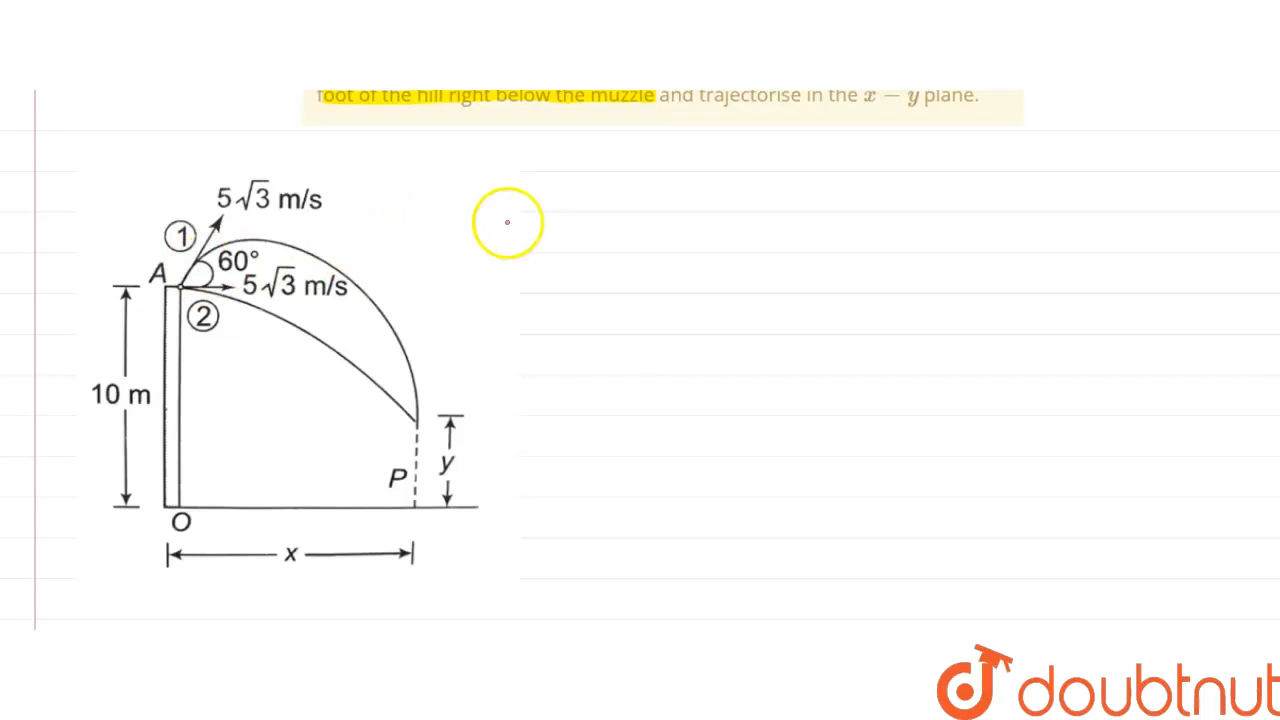 foot of the hill right below the muzzle and trajectorise in the x − y plane.
5√3 m/s
1
A
60°
5√3 m/s
2
10 m
P
y
O
x
doubtnut